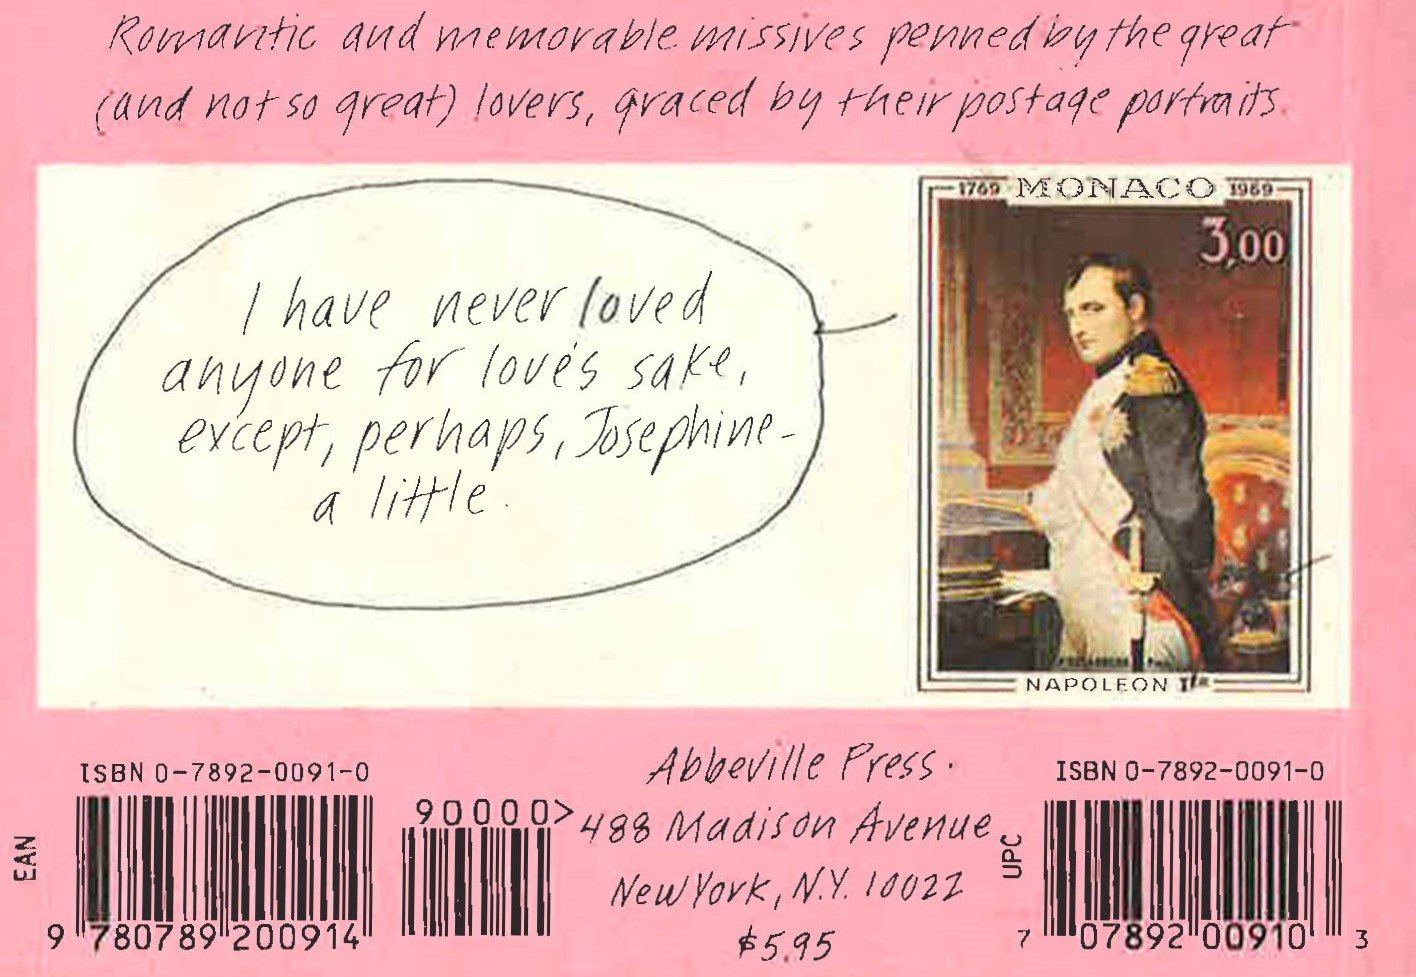 Romantic and memorable missives penned by the great
(and not so great) lovers, graced by their postage portraits.
1769 MONACO 1969
3,00
I have never loved
anyone for love's sake,
except, perhaps, Josephine-
a little.
NAPOLEON Iᴱᴿ
ISBN 0-7892-0091-0
EAN
9 780789 200914
90000>
Abbeville Press.
488 Madison Avenue
New York, N.Y. 10022
$5.95
ISBN 0-7892-0091-0
UPC
7 07892 00910 3